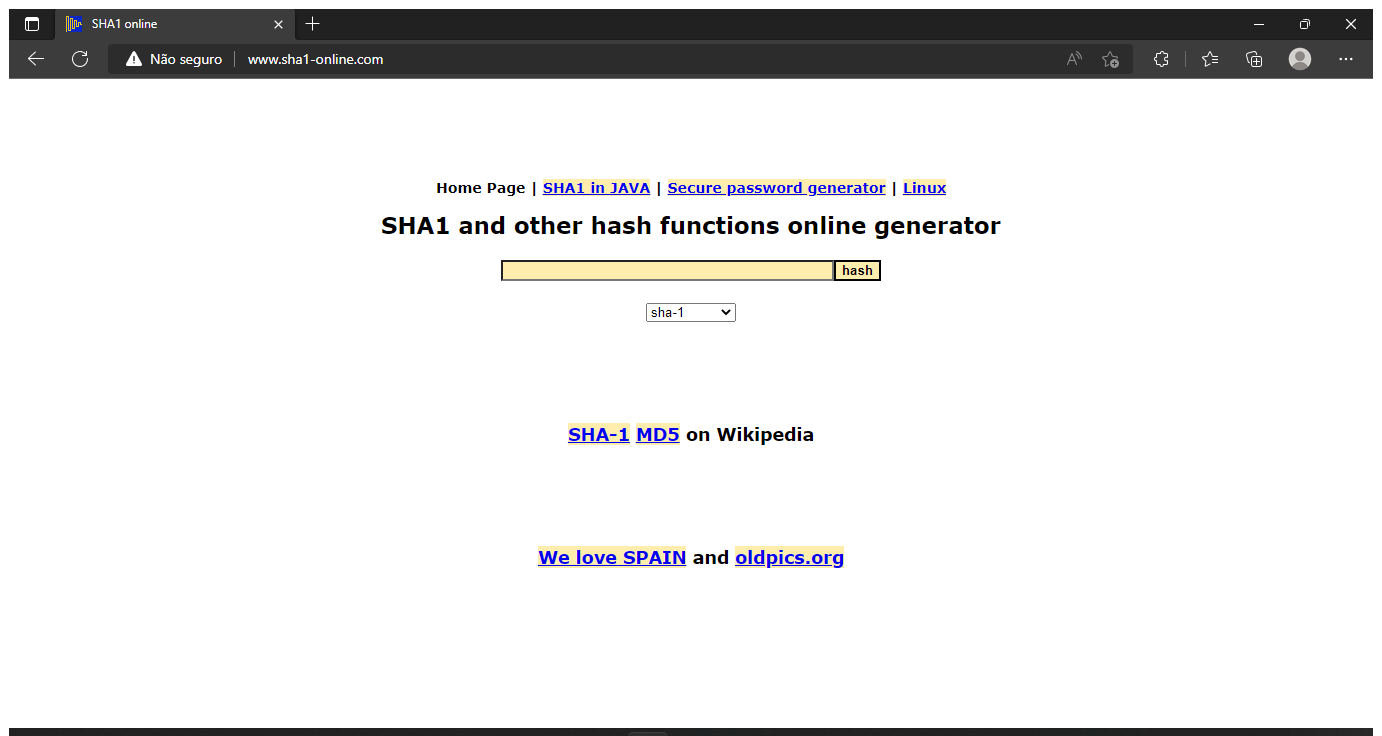 SHA1 online
Não seguro www.sha1-online.com
Home Page | SHA1 in JAVA | Secure password generator | Linux
SHA1 and other hash functions online generator
hash
sha-1
SHA-1 MD5 on Wikipedia
We love SPAIN and oldpics.org